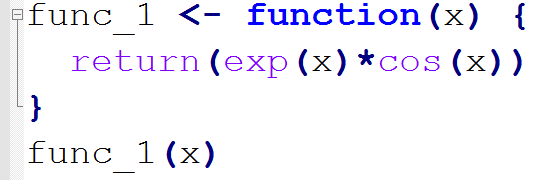 func_1 <- function(x) {
  return(exp(x)*cos(x))
}
func_1(x)